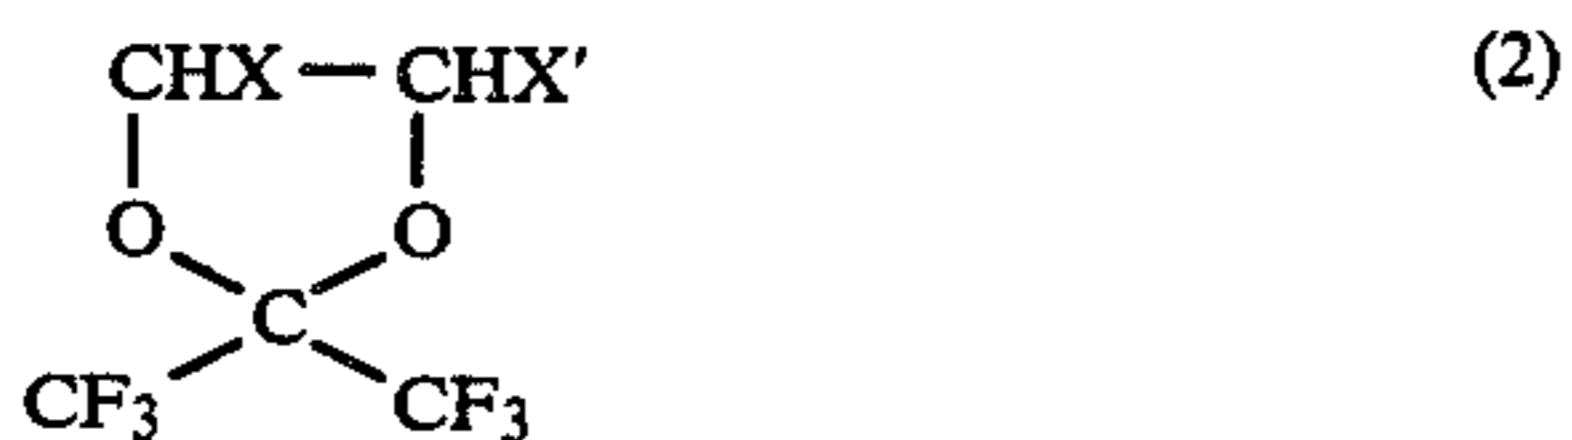 CHX — CHX′ (2)
O O
C
CF₃ CF₃